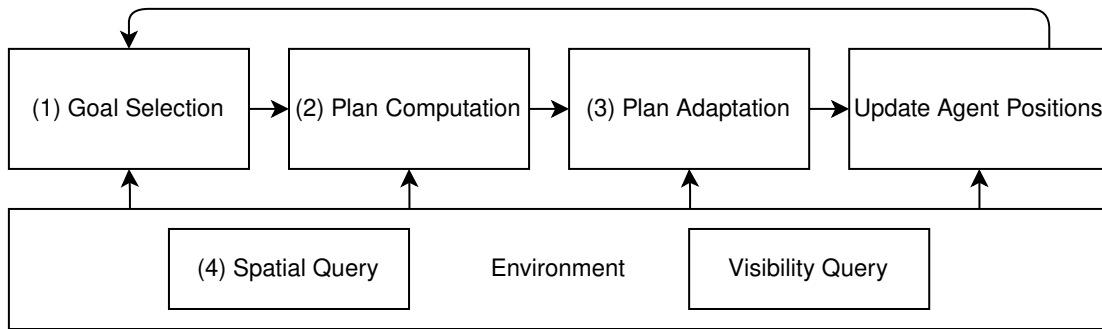 (1) Goal Selection
(2) Plan Computation
(3) Plan Adaptation
Update Agent Positions
(4) Spatial Query
Environment
Visibility Query